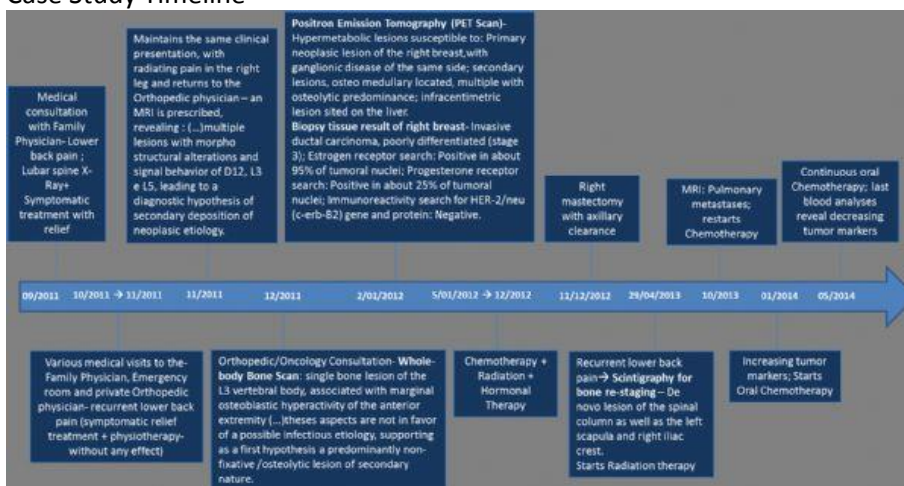 Case Study Timeline
Medical
consultation
with Family
Physician- Lower
back pain ;
Lubar spine X-
Ray+
Symptomatic
treatment with
relief
Maintains the same clinical
presentation, with
radiating pain in the right
leg and returns to the
Orthopedic physician – an
MRI is prescribed,
revealing : (...)multiple
lesions with morpho
structural alterations and
signal behavior of D12, L3
e L5, leading to a
diagnostic hypothesis of
secondary deposition of
neoplasic etiology.
Positron Emission Tomography (PET Scan)-
Hypermetabolic lesions susceptible to: Primary
neoplasic lesion of the right breast,with
ganglionic disease of the same side; secondary
lesions, osteo medullary located, multiple with
osteolytic predominance; infracentimetric
lesion sited on the liver.
Biopsy tissue result of right breast- Invasive
ductal carcinoma, poorly differentiated (stage
3); Estrogen receptor search: Positive in about
95% of tumoral nuclei; Progesterone receptor
search: Positive in about 25% of tumoral
nuclei; Immunoreactivity search for HER-2/neu
(c-erb-B2) gene and protein: Negative.
Right
mastectomy
with axillary
clearance
MRI: Pulmonary
metastases;
restarts
Chemotherapy
Continuous oral
Chemotherapy; last
blood analyses
reveal decreasing
tumor markers
09/2011 10/2011 → 11/2011 11/2011 12/2011 2/01/2012 5/01/2012 → 12/2012 11/12/2012 29/04/2013 10/2013 01/2014 05/2014
Various medical visits to the-
Family Physician, Emergency
room and private Orthopedic
physician- recurrent lower back
pain (symptomatic relief
treatment + physiotherapy-
without any effect)
Orthopedic/Oncology Consultation- Whole-
body Bone Scan: single bone lesion of the
L3 vertebral body, associated with marginal
osteoblastic hyperactivity of the anterior
extremity (...)theses aspects are not in favor
of a possible infectious etiology, supporting
as a first hypothesis a predominantly non-
fixative /osteolytic lesion of secondary
nature.
Chemotherapy +
Radiation +
Hormonal
Therapy
Recurrent lower back
pain→ Scintigraphy for
bone re-staging – De
novo lesion of the spinal
column as well as the left
scapula and right iliac
crest.
Starts Radiation therapy
Increasing tumor
markers; Starts
Oral Chemotherapy